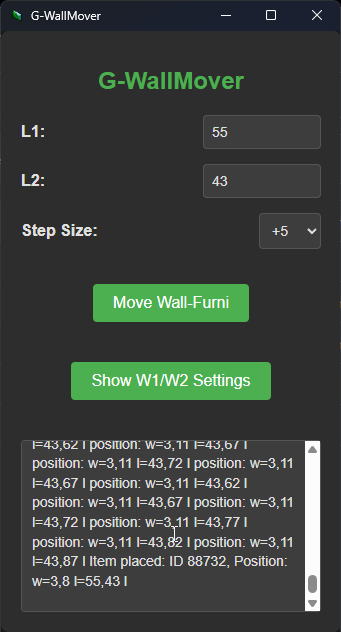 G-WallMover
G-WallMover
L1:
55
L2:
43
Step Size:
+5
Move Wall-Furni
Show W1/W2 Settings
l=43,62 l position: w=3,11 l=43,67 l
position: w=3,11 l=43,72 l position: w=3,11
l=43,67 l position: w=3,11 l=43,62 l
position: w=3,11 l=43,67 l position: w=3,11
l=43,72 l position: w=3,11 l=43,77 l
position: w=3,11 l=43,82 l position: w=3,11
l=43,87 l Item placed: ID 88732, Position:
w=3,8 l=55,43 l